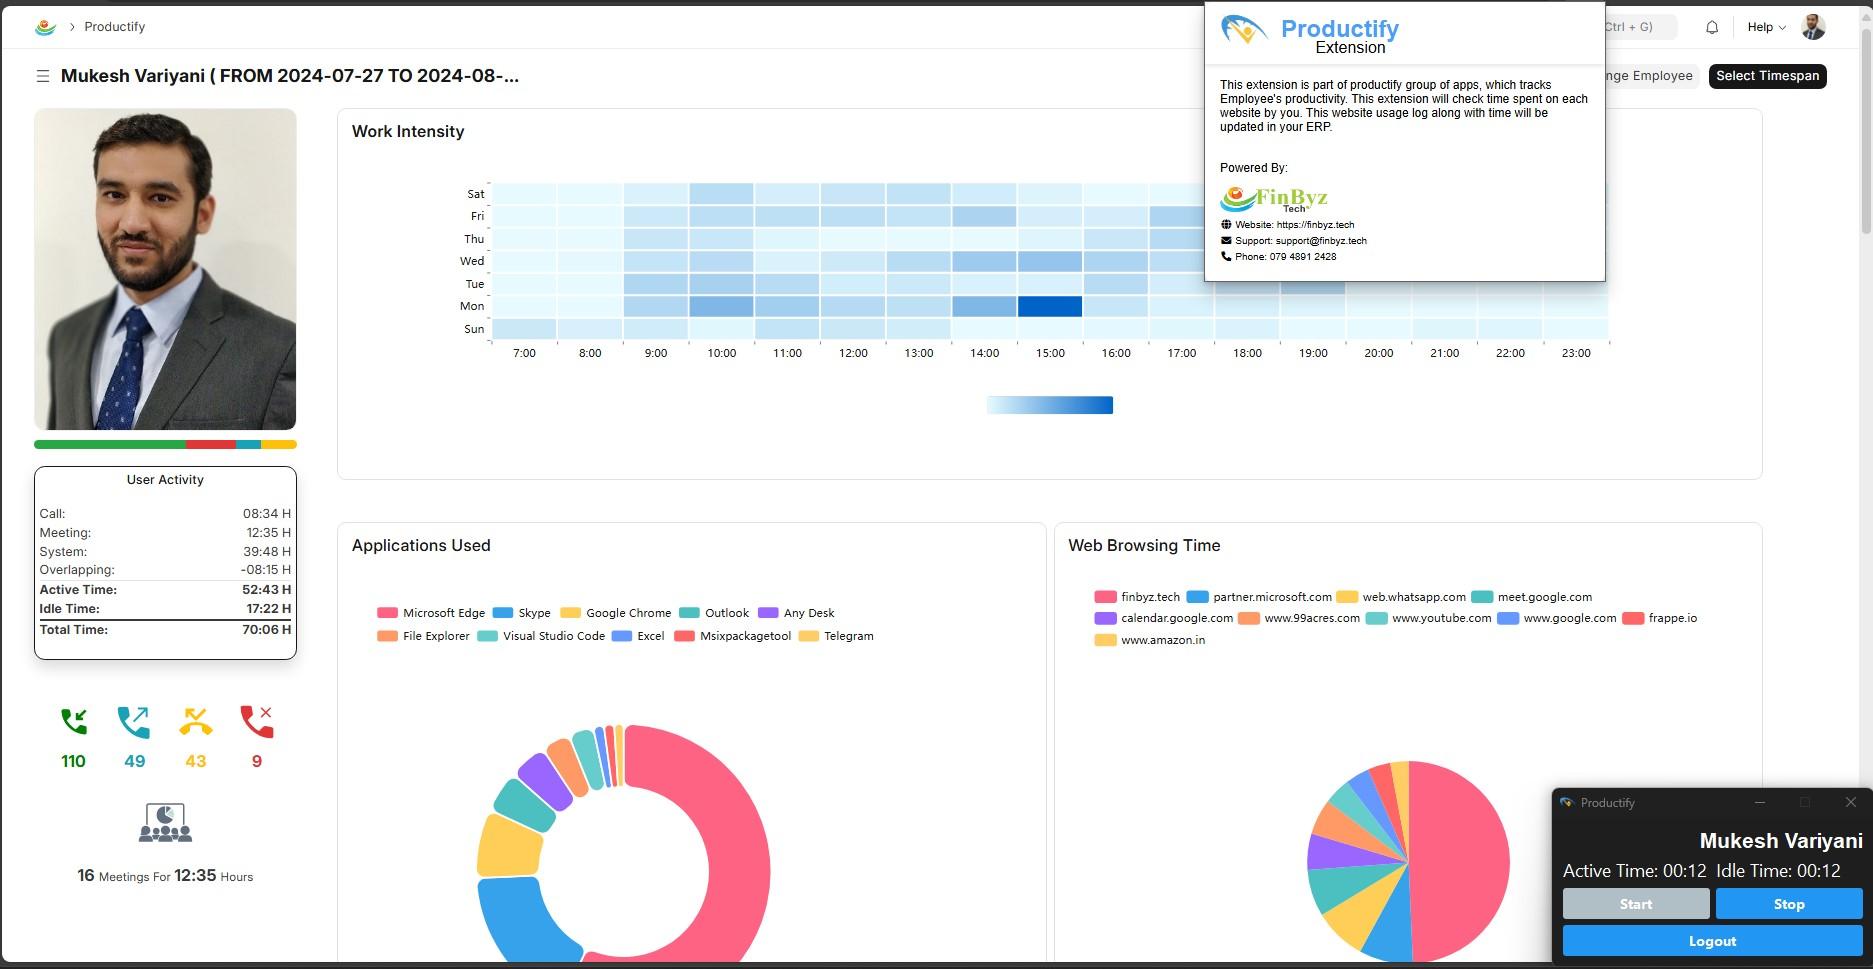 Productify
Mukesh Variyani ( FROM 2024-07-27 TO 2024-08-...
Ctrl + G)
Help
nge Employee
Select Timespan
Productify
Extension
This extension is part of productify group of apps, which tracks
Employee's productivity. This extension will check time spent on each
website by you. This website usage log along with time will be
updated in your ERP.
Powered By:
FinByz
Tech
Website: https://finbyz.tech
Support: support@finbyz.tech
Phone: 079 4891 2428
Work Intensity
Sat
Fri
Thu
Wed
Tue
Mon
Sun
7:00 8:00 9:00 10:00 11:00 12:00 13:00 14:00 15:00 16:00 17:00 18:00 19:00 20:00 21:00 22:00 23:00
User Activity
Call: 08:34 H
Meeting: 12:35 H
System: 39:48 H
Overlapping: -08:15 H
Active Time: 52:43 H
Idle Time: 17:22 H
Total Time: 70:06 H
110 49 43 9
16 Meetings For 12:35 Hours
Applications Used
Microsoft Edge Skype Google Chrome Outlook Any Desk
File Explorer Visual Studio Code Excel Msixpackagetool Telegram
Web Browsing Time
finbyz.tech partner.microsoft.com web.whatsapp.com meet.google.com
calendar.google.com www.99acres.com www.youtube.com www.google.com frappe.io
www.amazon.in
Productify
Mukesh Variyani
Active Time: 00:12 Idle Time: 00:12
Start Stop
Logout